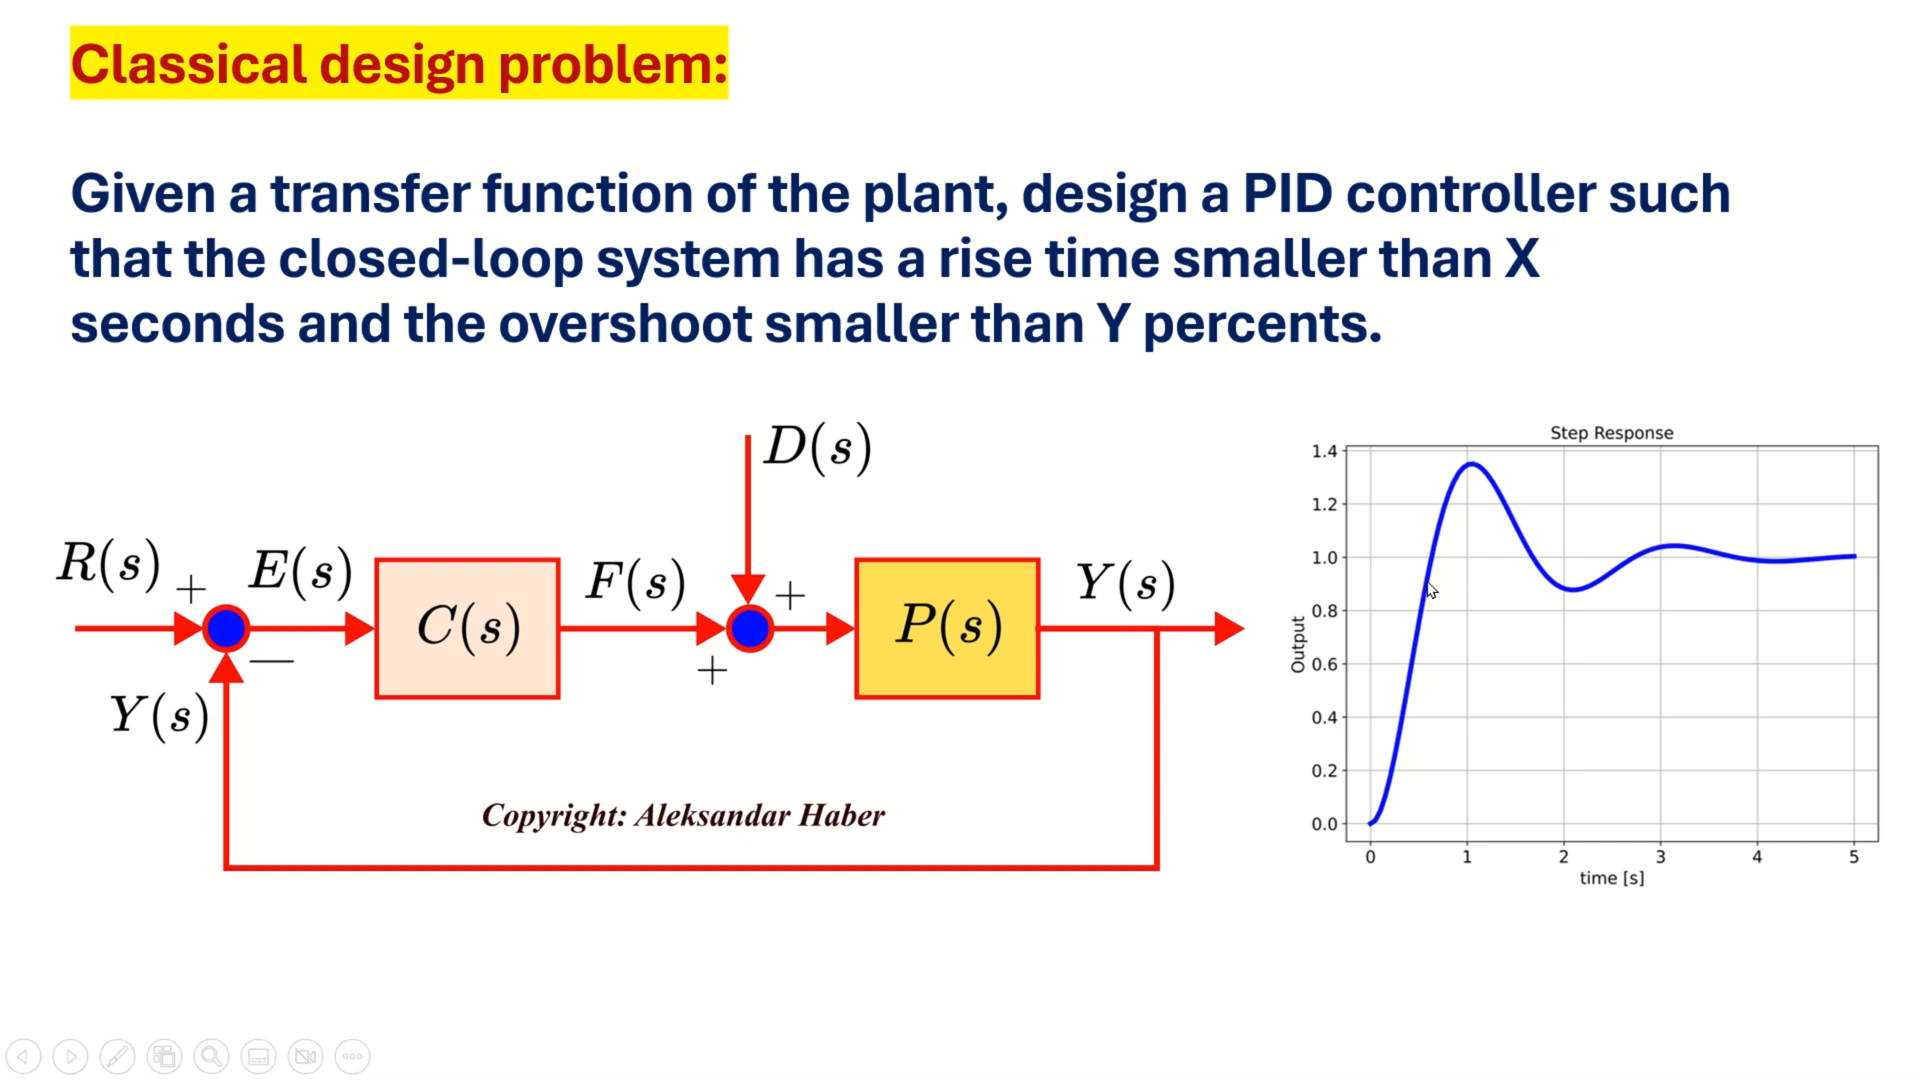 Classical design problem:
Given a transfer function of the plant, design a PID controller such
that the closed-loop system has a rise time smaller than X
seconds and the overshoot smaller than Y percents.
D(s)
R(s)
+
E(s)
F(s)
+
Y(s)
C(s)
P(s)
—
+
Y(s)
Copyright: Aleksandar Haber
Step Response
1.4
1.2
1.0
0.8
0.6
0.4
0.2
0.0
Output
0 1 2 3 4 5
time [s]